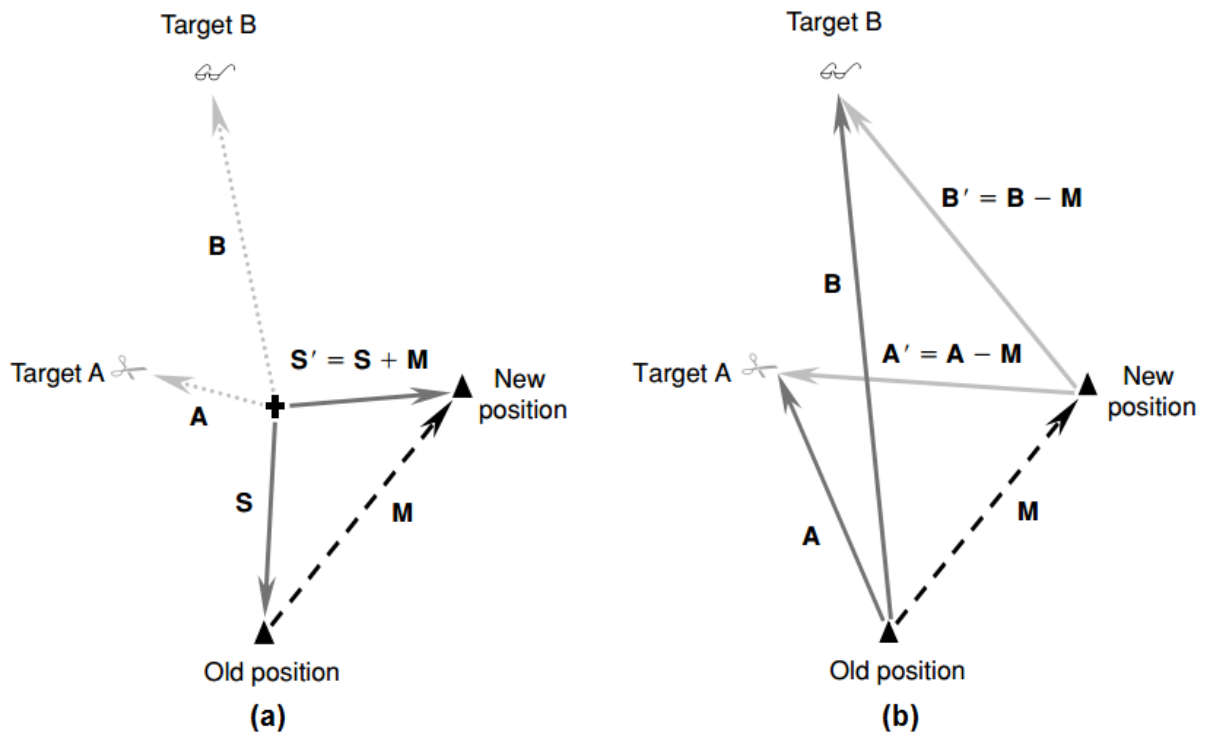 Target B
B
Target A
A
S′ = S + M
New
position
S
M
Old position
(a)
Target B
B′ = B − M
B
A′ = A − M
Target A
New
position
A
M
Old position
(b)